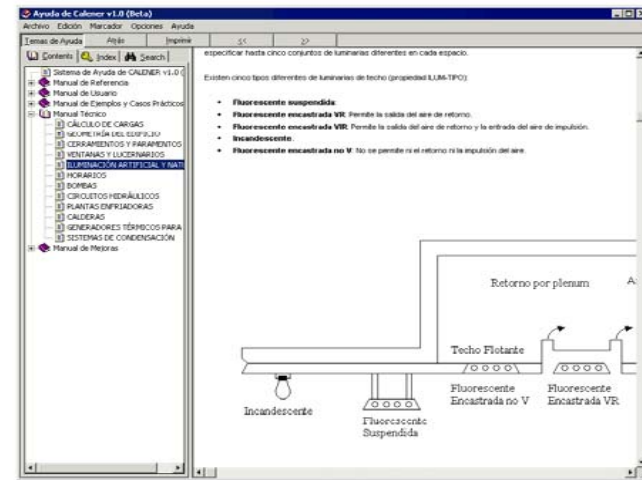 Ayuda de Calener v1.0 (Beta)
Archivo Edición Marcador Opciones Ayuda
Temas de Ayuda Atrás Imprimir << >>
Contents Index Search
Sistema de Ayuda de CALENER v1.0 (
Manual de Referencia
Manual de Usuario
Manual de Ejemplos y Casos Prácticos
Manual Técnico
CÁLCULO DE CARGAS
GEOMETRÍA DEL EDIFICIO
CERRAMIENTOS Y PARAMENTOS
VENTANAS Y LUCERNARIOS
ILUMINACIÓN ARTIFICIAL Y NATU
HORARIOS
BOMBAS
CIRCUITOS HIDRÁULICOS
PLANTAS ENFRIADORAS
CALDERAS
GENERADORES TÉRMICOS PARA
SISTEMAS DE CONDENSACIÓN
Manual de Mejoras
especificar hasta cinco conjuntos de luminarias diferentes en cada espacio.
Existen cinco tipos diferentes de luminarias de techo (propiedad ILUM-TIPO):
• Fluorescente suspendida.
• Fluorescente encastrada VR: Permite la salida del aire de retorno.
• Fluorescente encastrada VIR: Permite la salida del aire de retorno y la entrada del aire de impulsión.
• Incandescente.
• Fluorescente encastrada no V: No se permite ni el retorno ni la impulsión del aire.
Retorno por plenum
Techo Flotante
Incandescente
Fluorescente
Suspendida
Fluorescente
Encastrada no V
Fluorescente
Encastrada VR